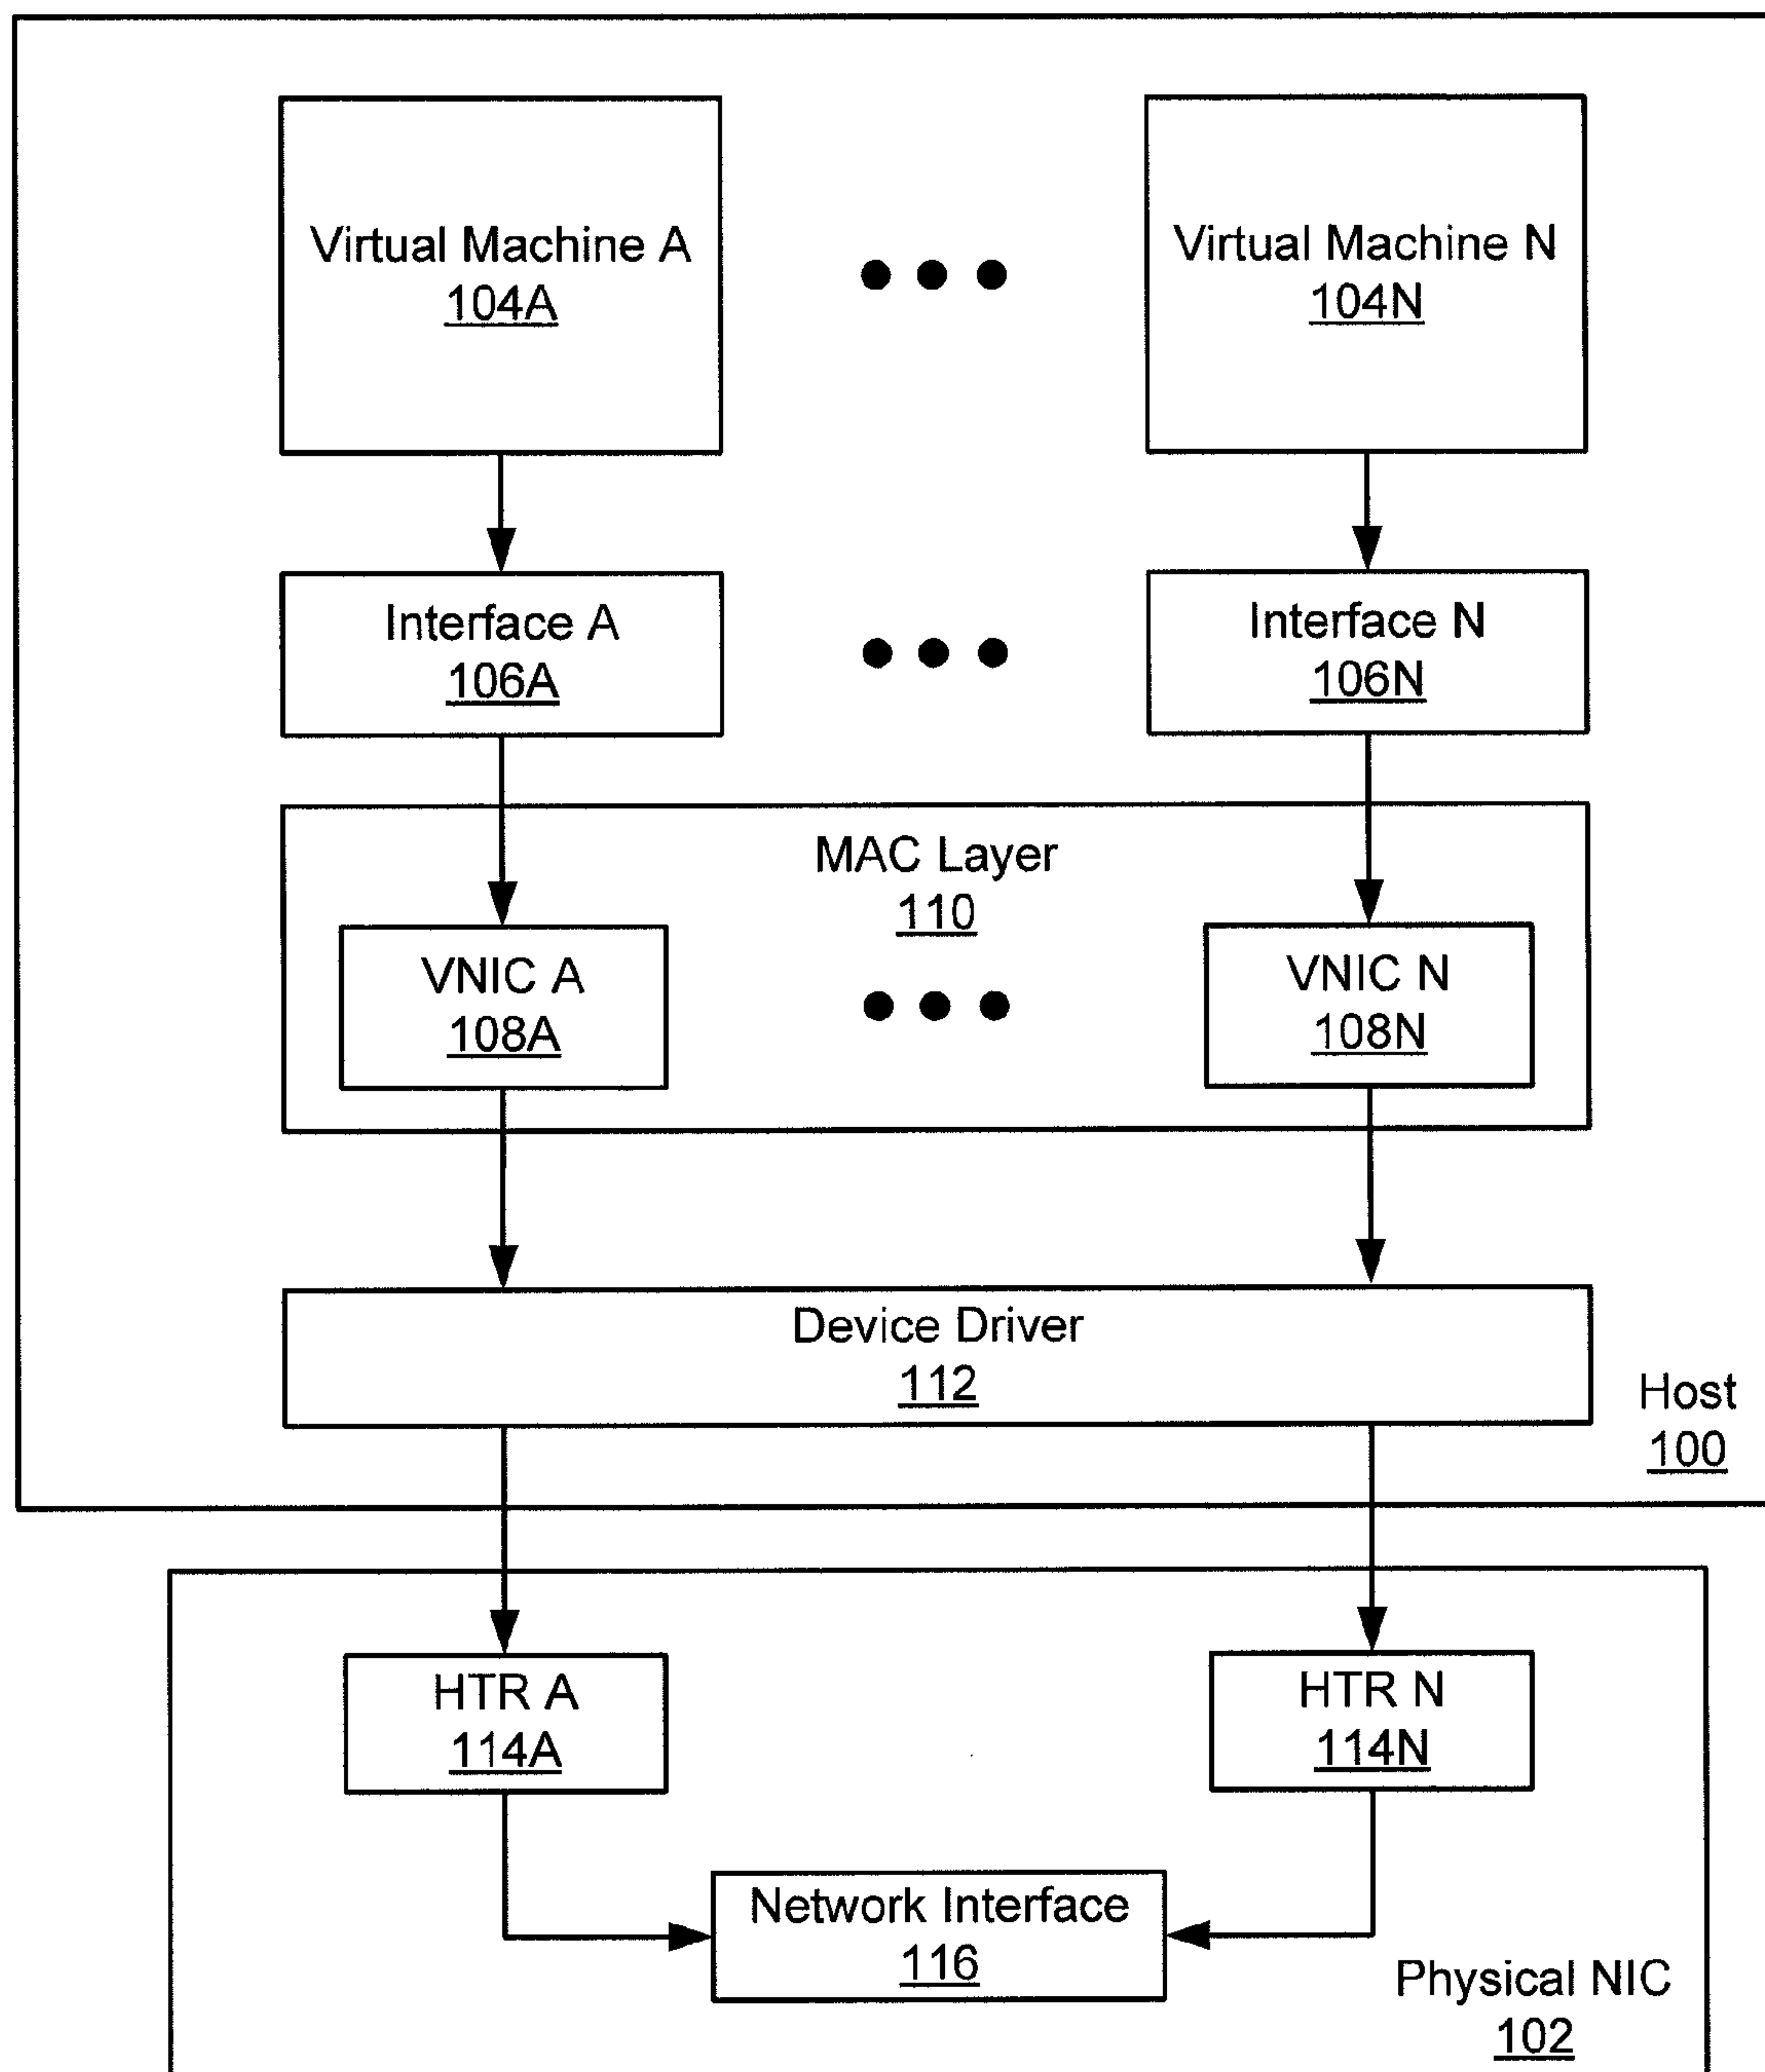 Virtual Machine A
104A
Virtual Machine N
104N
Interface A
106A
Interface N
106N
MAC Layer
110
VNIC A
108A
VNIC N
108N
Device Driver
112
Host
100
HTR A
114A
HTR N
114N
Network Interface
116
Physical NIC
102